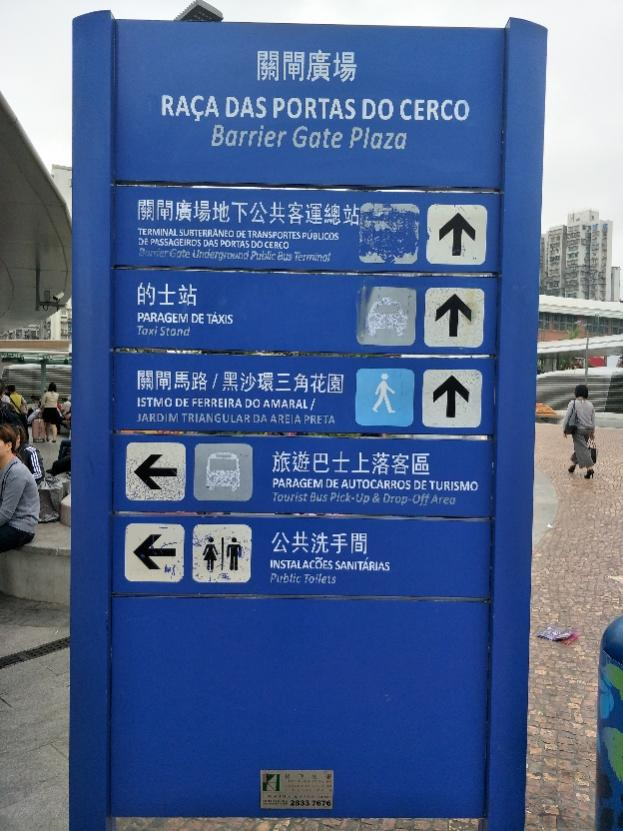 關閘廣場
RAÇA DAS PORTAS DO CERCO
Barrier Gate Plaza
關閘廣場地下公共客運總站
TERMINAL SUBTERRÂNEO DE TRANSPORTES PÚBLICOS
DE PASSAGEIROS DAS PORTAS DO CERCO
Barrier Gate Underground Public Bus Terminal
的士站
PARAGEM DE TÁXIS
Taxi Stand
關閘馬路 / 黑沙環三角花園
ISTMO DE FERREIRA DO AMARAL /
JARDIM TRIANGULAR DA AREIA PRETA
旅遊巴士上落客區
PARAGEM DE AUTOCARROS DE TURISMO
Tourist Bus Pick-Up & Drop-Off Area
公共洗手間
INSTALAÇÕES SANITÁRIAS
Public Toilets
2833 7676